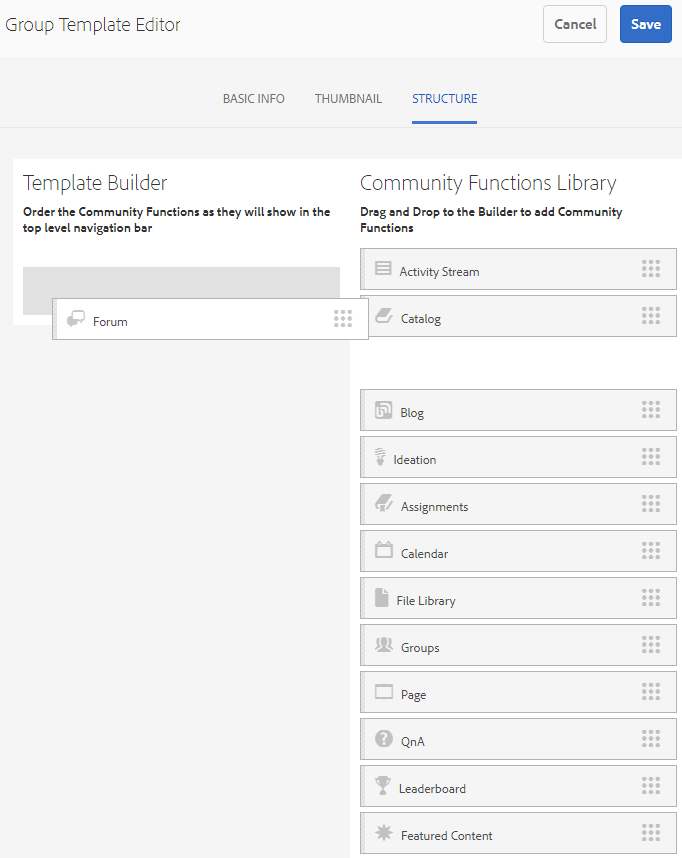 Group Template Editor
Cancel
Save
BASIC INFO
THUMBNAIL
STRUCTURE
Template Builder
Order the Community Functions as they will show in the
top level navigation bar
Forum
Community Functions Library
Drag and Drop to the Builder to add Community
Functions
Activity Stream
Catalog
Blog
Ideation
Assignments
Calendar
File Library
Groups
Page
QnA
Leaderboard
Featured Content